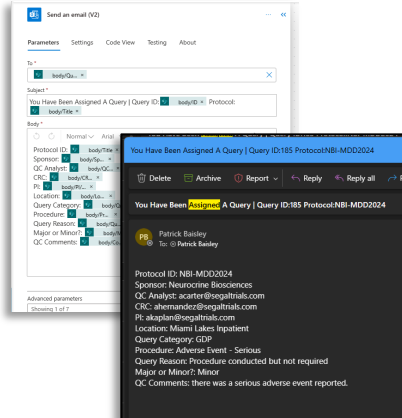 Send an email (V2)
Parameters Settings Code View Testing About
To *
body/Qu... ×
Subject *
You Have Been Assigned A Query | Query ID: body/ID × Protocol:
body/Title ×
Body *
Normal Arial
Protocol ID: body/Title ×
Sponsor: body/Sp... ×
QC Analyst: body/QC...
CRC: body/CR... ×
PI: body/PI/... ×
Location: body/Lo...
Query Category: body/Q
Procedure: body/Pr... ×
Query Reason: body/Qu
Major or Minor?: body/M
QC Comments: body/Co
Advanced parameters
Showing 1 of 7
You Have Been Assigned A Query | Query ID:185 Protocol:NBI-MDD2024
Delete Archive Report Reply Reply all
You Have Been Assigned A Query | Query ID:185 Protocol:NBI-MDD2024
PB
Patrick Baisley
To: Patrick Baisley
Protocol ID: NBI-MDD2024
Sponsor: Neurocrine Biosciences
QC Analyst: acarter@segaltrials.com
CRC: ahernandez@segaltrials.com
PI: akaplan@segaltrials.com
Location: Miami Lakes Inpatient
Query Category: GDP
Procedure: Adverse Event - Serious
Query Reason: Procedure conducted but not required
Major or Minor?: Minor
QC Comments: there was a serious adverse event reported.